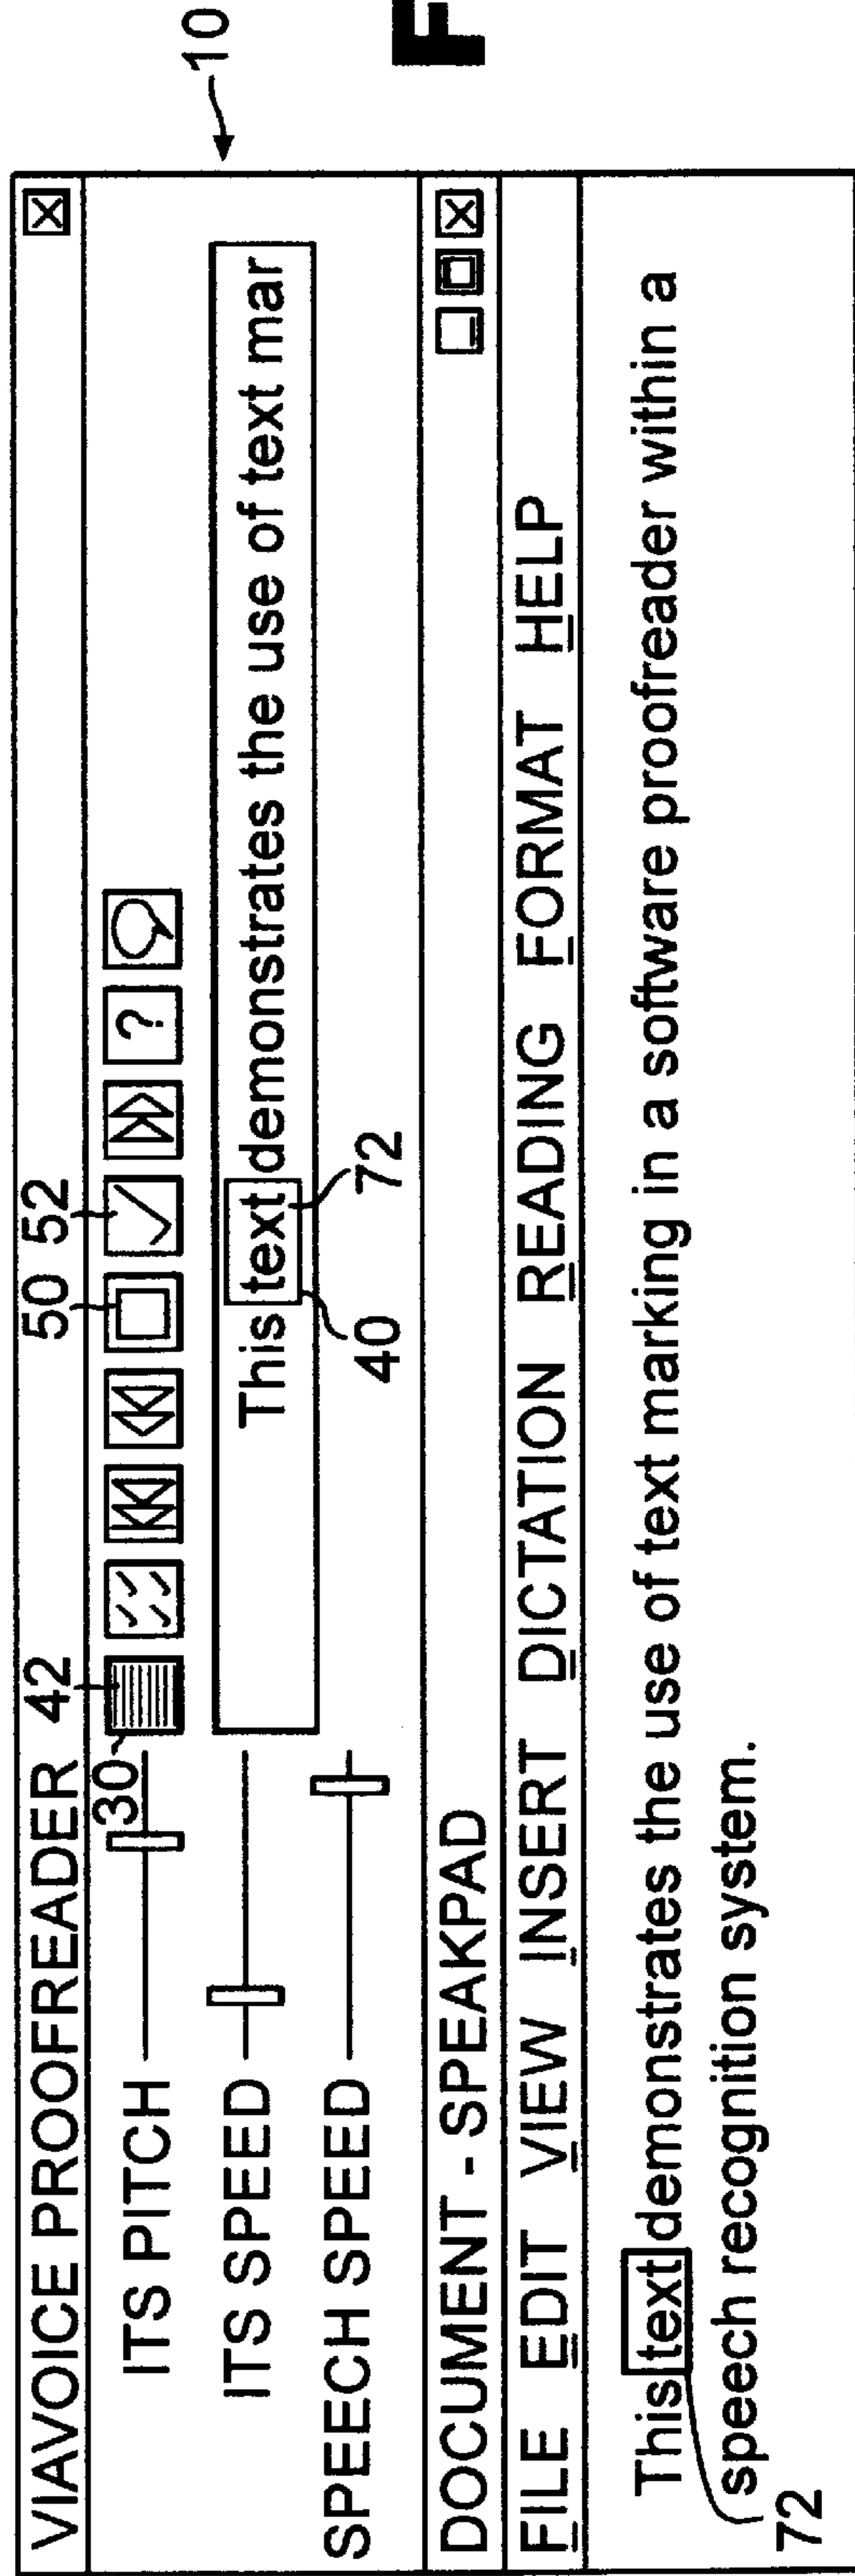 VIAVOICE PROOFREADER 42 50 52
ITS PITCH 30 ?
10
ITS SPEED This text demonstrates the use of text mar
SPEECH SPEED 40 72
F
DOCUMENT - SPEAKPAD
FILE EDIT VIEW INSERT DICTATION READING FORMAT HELP
This text demonstrates the use of text marking in a software proofreader within a
speech recognition system.
72